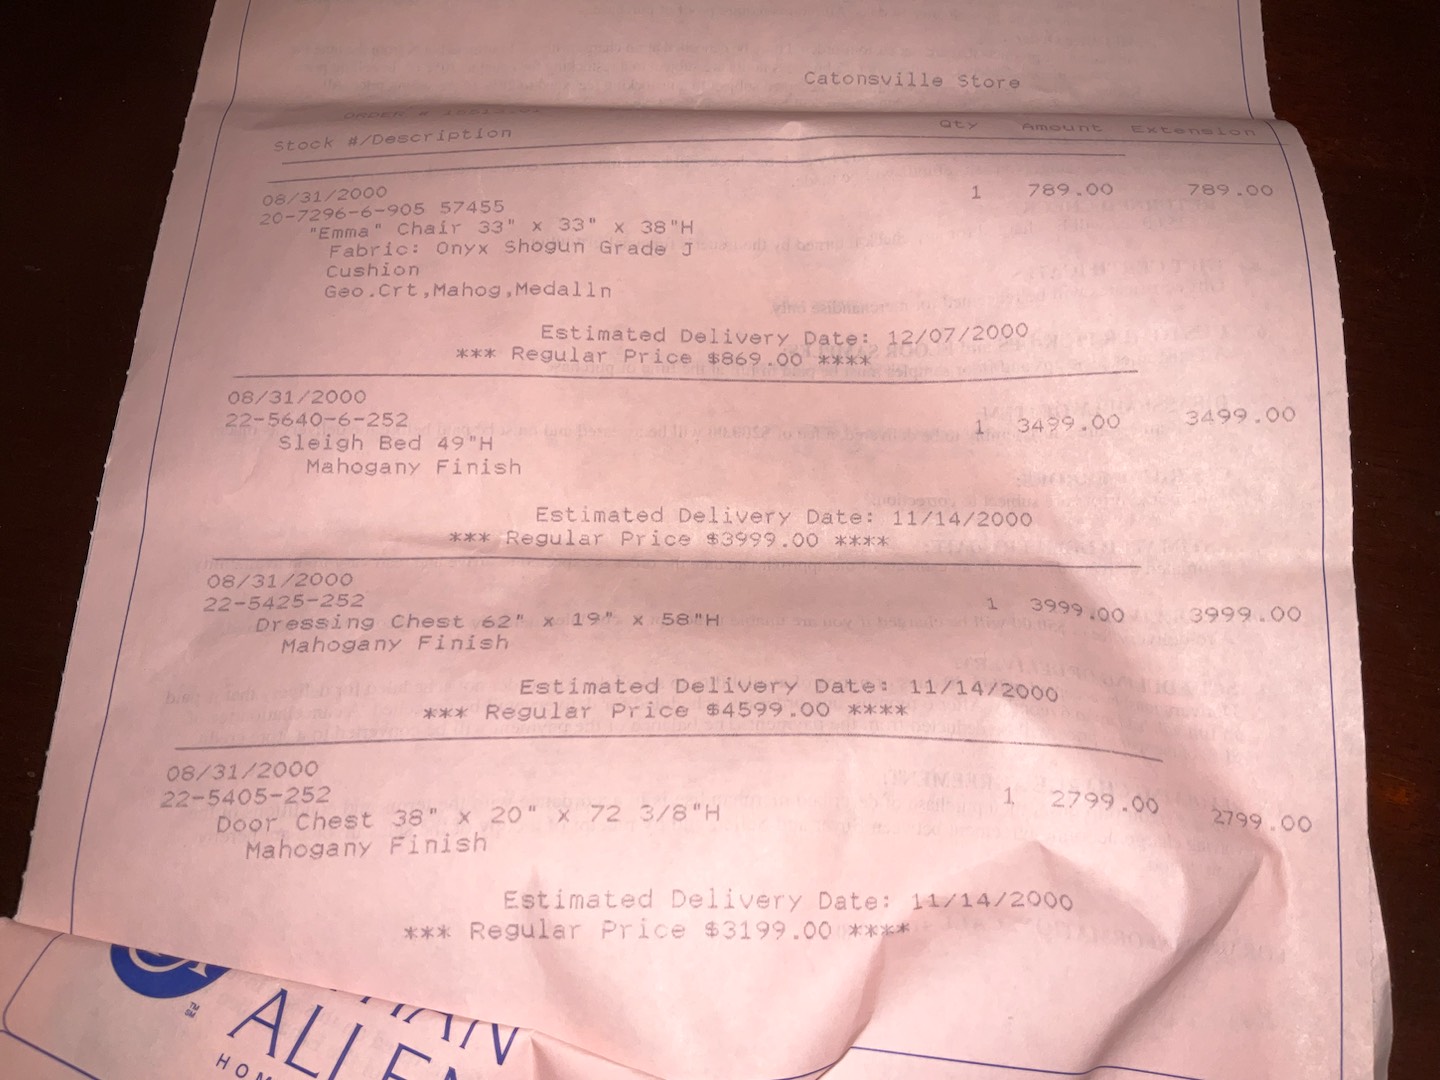 Catonsville Store
ORDER #
Stock #/Description Qty Amount Extension
08/31/2000
20-7296-6-905 57455 1 789.00 789.00
"Emma" Chair 33" x 33" x 38"H
Fabric: Onyx Shogun Grade J
Cushion
Geo.Crt,Mahog,Medalln
Estimated Delivery Date: 12/07/2000
*** Regular Price $869.00 ****
08/31/2000
22-5640-6-252 1 3499.00 3499.00
Sleigh Bed 49"H
Mahogany Finish
Estimated Delivery Date: 11/14/2000
*** Regular Price $3999.00 ****
08/31/2000
22-5425-252 1 3999.00 3999.00
Dressing Chest 62" x 19" x 58"H
Mahogany Finish
Estimated Delivery Date: 11/14/2000
*** Regular Price $4599.00 ****
08/31/2000
22-5405-252 1 2799.00 2799.00
Door Chest 38" x 20" x 72 3/8"H
Mahogany Finish
Estimated Delivery Date: 11/14/2000
*** Regular Price $3199.00 ****
ALLEN